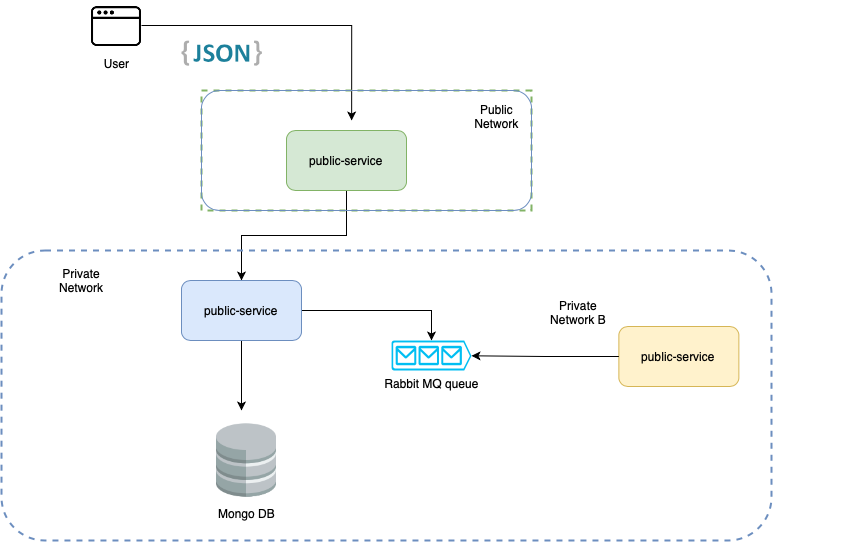 User
{JSON}
Public
Network
public-service
Private
Network
public-service
Private
Network B
public-service
Rabbit MQ queue
Mongo DB